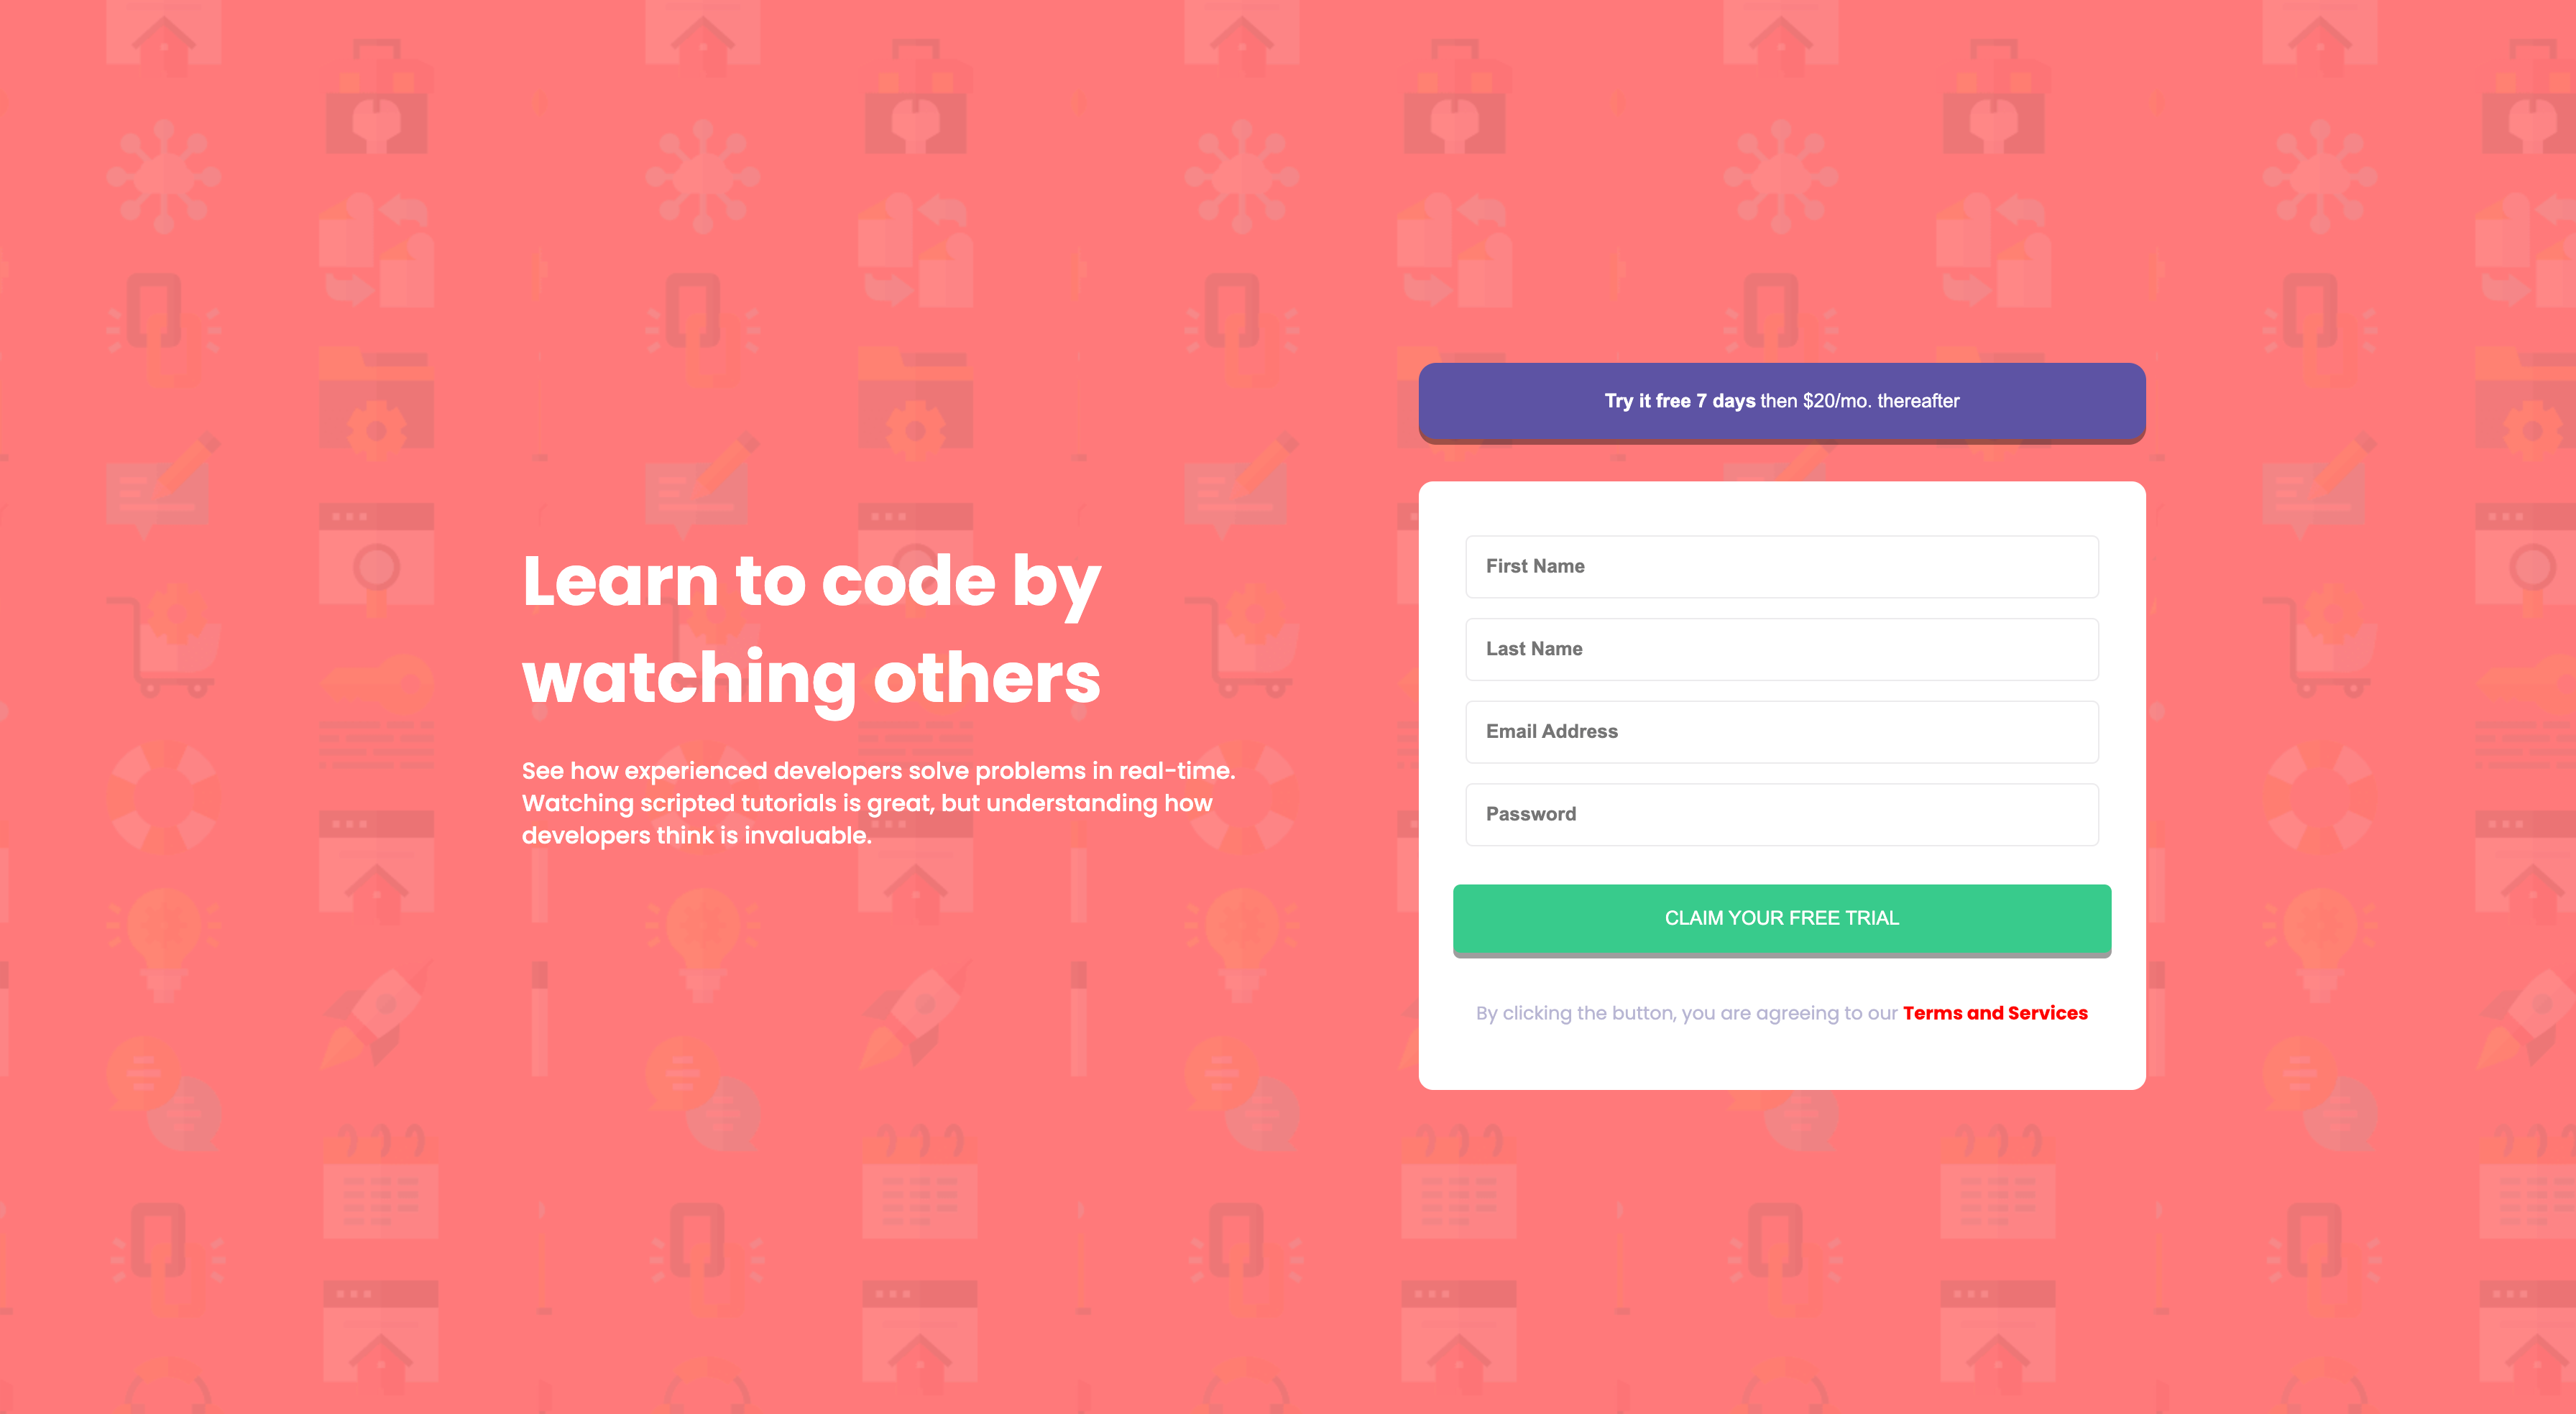 Learn to code by
watching others
See how experienced developers solve problems in real-time.
Watching scripted tutorials is great, but understanding how
developers think is invaluable.
Try it free 7 days then $20/mo. thereafter
First Name
Last Name
Email Address
Password
CLAIM YOUR FREE TRIAL
By clicking the button, you are agreeing to our Terms and Services